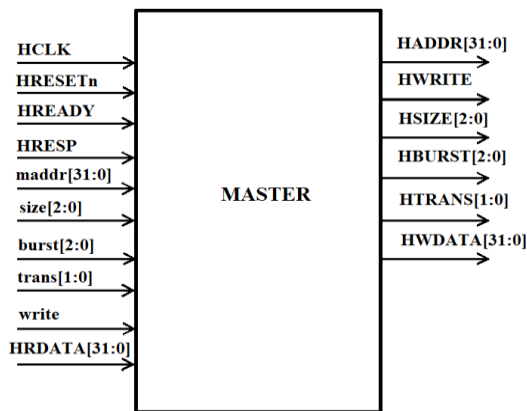 HCLK
HRESETn
HREADY
HRESP
maddr[31:0]
size[2:0]
burst[2:0]
trans[1:0]
write
HRDATA[31:0]
MASTER
HADDR[31:0]
HWRITE
HSIZE[2:0]
HBURST[2:0]
HTRANS[1:0]
HWDATA[31:0]